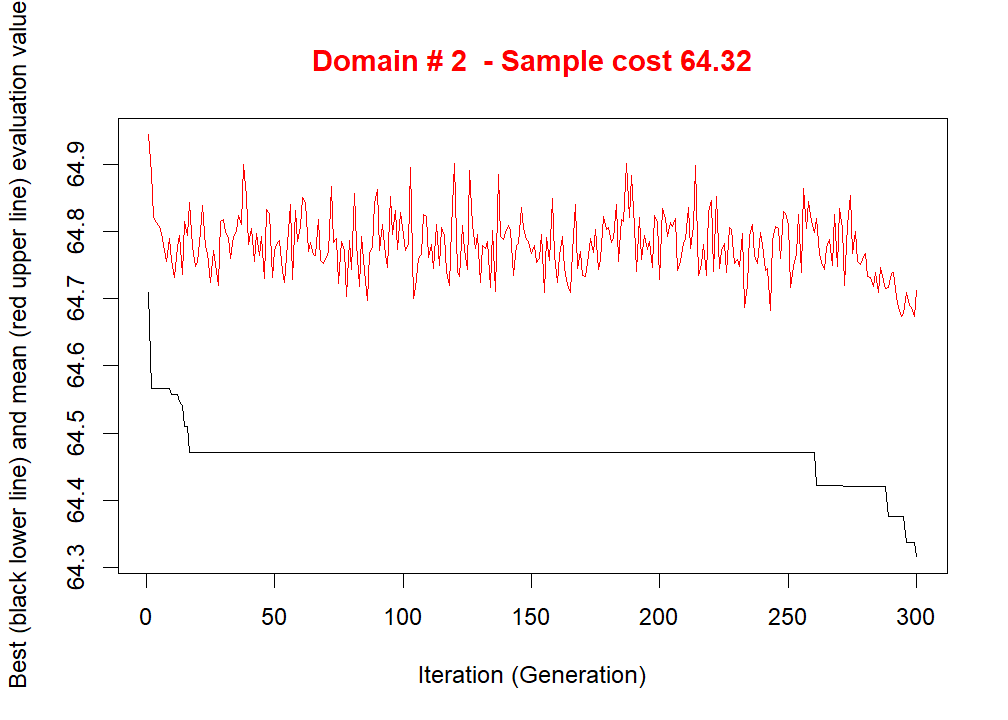 Domain # 2  - Sample cost 64.32
Best (black lower line) and mean (red upper line) evaluation value
64.9
64.8
64.7
64.6
64.5
64.4
64.3
0 50 100 150 200 250 300
Iteration (Generation)